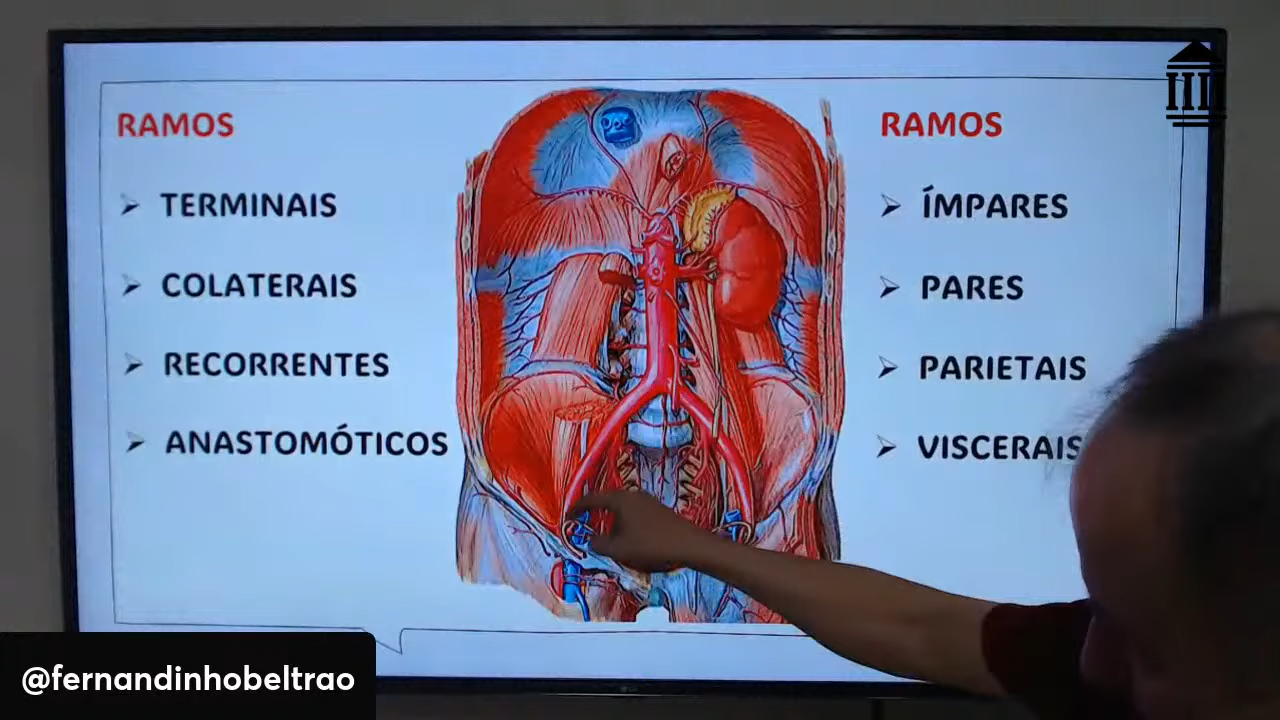 RAMOS
TERMINAIS
COLATERAIS
RECORRENTES
ANASTOMÓTICOS
RAMOS
ÍMPARES
PARES
PARIETAIS
VISCERAIS
@fernandinhobeltrao